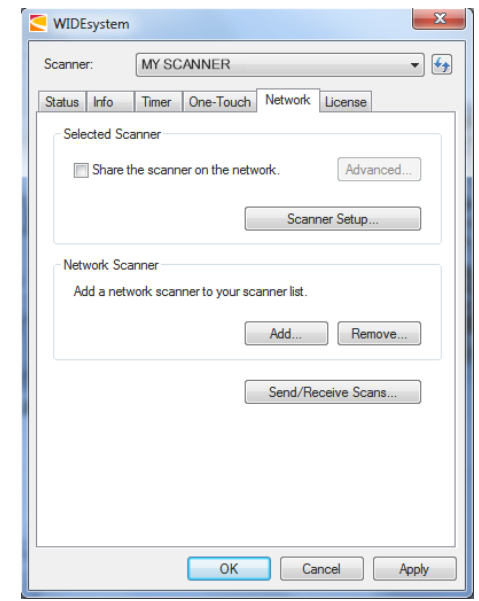 WIDEsystem
Scanner: MY SCANNER
Status Info Timer One-Touch Network License
Selected Scanner
Share the scanner on the network. Advanced...
Scanner Setup...
Network Scanner
Add a network scanner to your scanner list.
Add... Remove...
Send/Receive Scans...
OK Cancel Apply